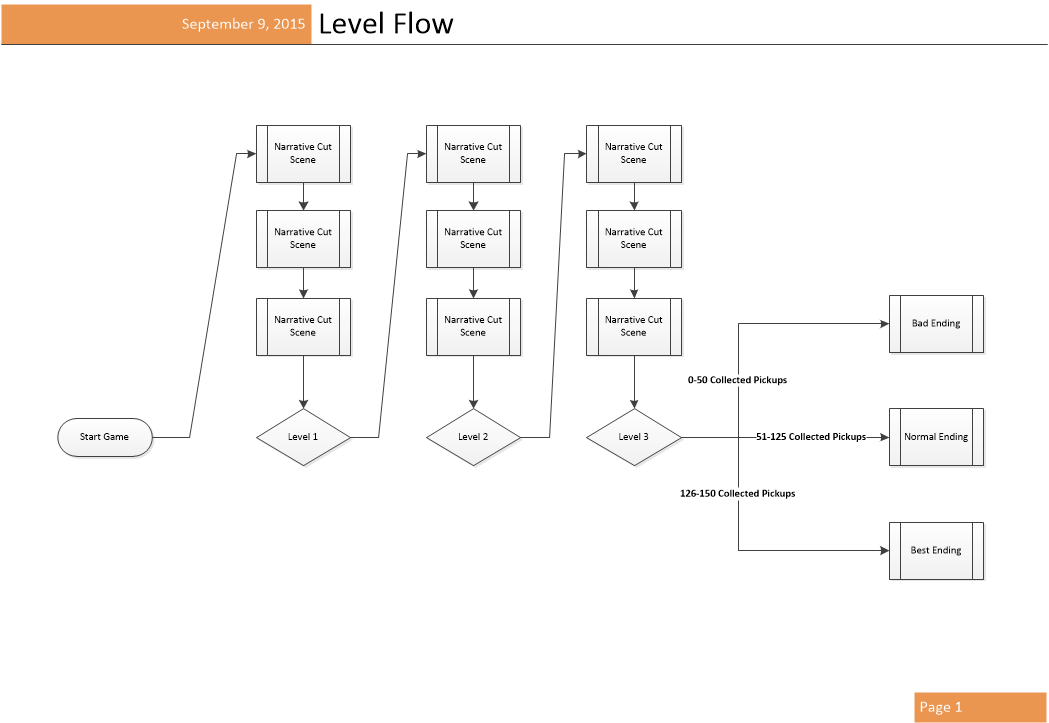 September 9, 2015
Level Flow
Narrative Cut
Scene
Narrative Cut
Scene
Narrative Cut
Scene
Narrative Cut
Scene
Narrative Cut
Scene
Narrative Cut
Scene
Narrative Cut
Scene
Narrative Cut
Scene
Narrative Cut
Scene
Bad Ending
0-50 Collected Pickups
Start Game
Level 1
Level 2
Level 3
51-125 Collected Pickups
Normal Ending
126-150 Collected Pickups
Best Ending
Page 1